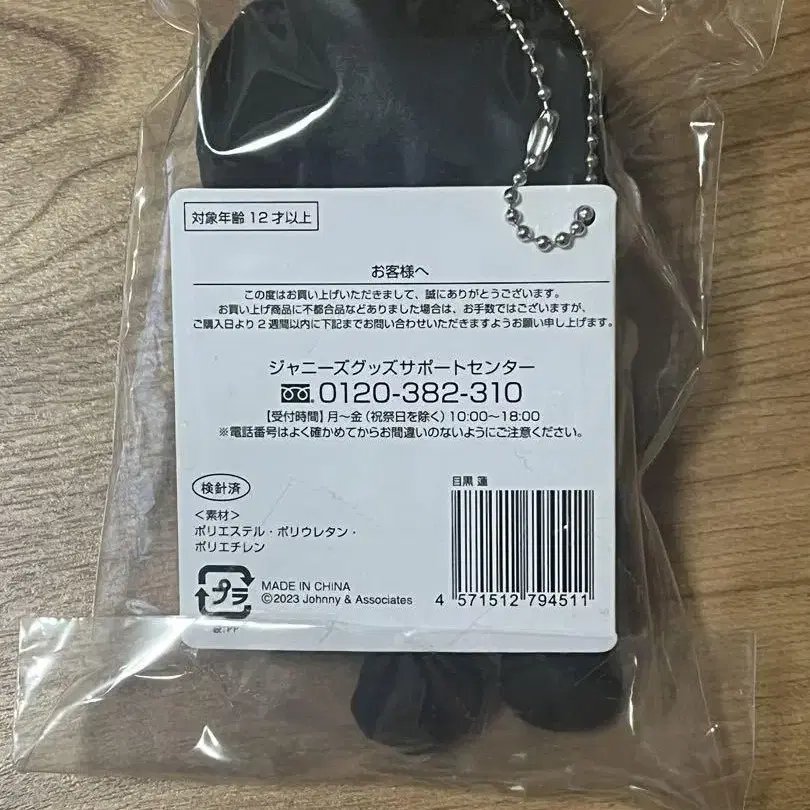 対象年齢 12 才以上
お客様へ
この度はお買い上げいただきまして、誠にありがとうございます。
お買い上げ商品に不都合品などありました場合は、お手数ではございますが、
ご購入日より2週間以内に下記までお問い合わせいただきますようお願い申し上げます。
ジャニーズグッズサポートセンター
0120-382-310
【受付時間】月～金（祝祭日を除く）10:00～18:00
※電話番号はよく確かめてからお間違いのないようにご注意ください。
検針済
＜素材＞
ポリエステル・ポリウレタン・
ポリエチレン
プラ
袋:PP
MADE IN CHINA
©2023 Johnny & Associates
目黒 蓮
4 571512 794511